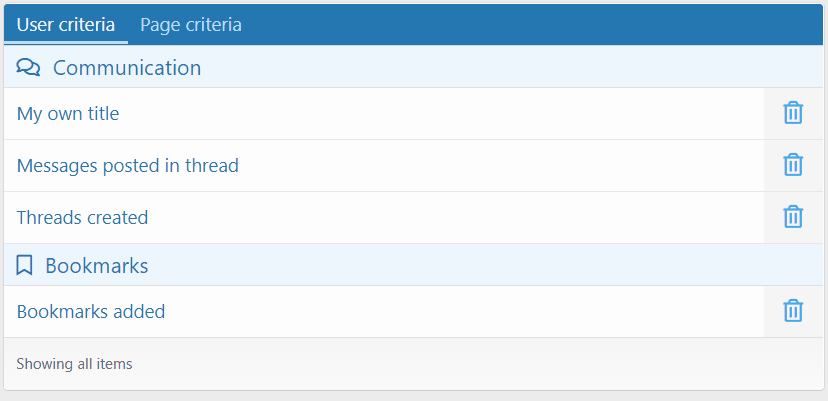 User criteria Page criteria
Communication
My own title
Messages posted in thread
Threads created
Bookmarks
Bookmarks added
Showing all items